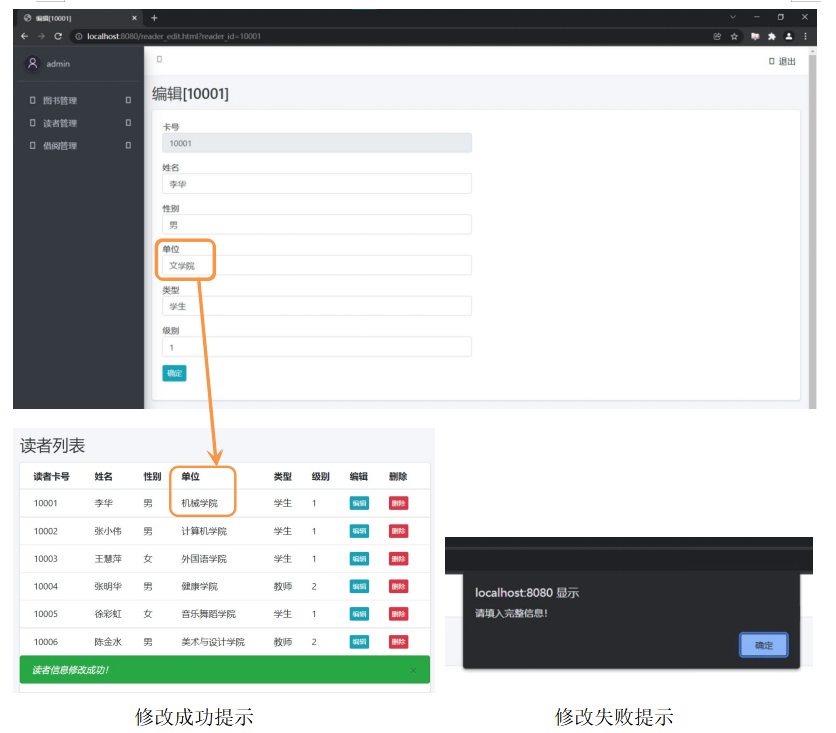 编辑[10001]
localhost:8080/reader_edit.html?reader_id=10001
admin
退出
图书管理
读者管理
借阅管理
编辑[10001]
卡号
10001
姓名
李华
性别
男
单位
文学院
类型
学生
级别
1
确定
读者列表
读者卡号 姓名 性别 单位 类型 级别 编辑 删除
10001 李华 男 机械学院 学生 1 编辑 删除
10002 张小伟 男 计算机学院 学生 1 编辑 删除
10003 王慧萍 女 外国语学院 学生 1 编辑 删除
10004 张明华 男 健康学院 教师 2 编辑 删除
10005 徐彩虹 女 音乐舞蹈学院 学生 1 编辑 删除
10006 陈金水 男 美术与设计学院 教师 2 编辑 删除
读者信息修改成功!
localhost:8080 显示
请填入完整信息!
确定
修改成功提示
修改失败提示